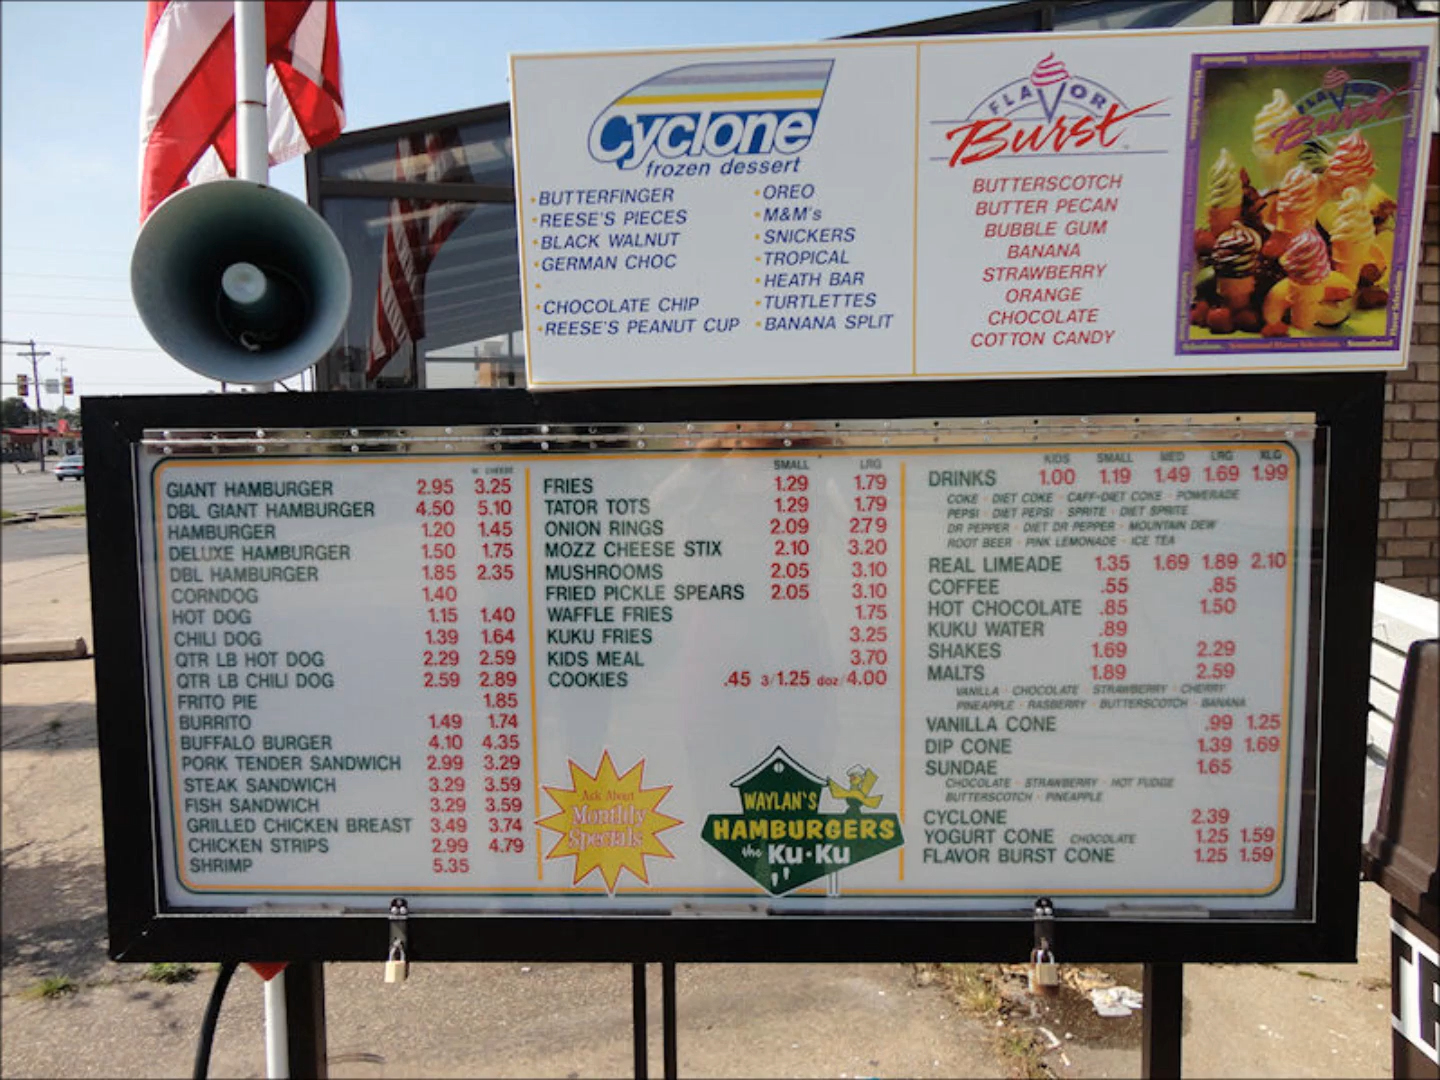 Cyclone
frozen dessert
BUTTERFINGER
REESE'S PIECES
BLACK WALNUT
GERMAN CHOC
CHOCOLATE CHIP
REESE'S PEANUT CUP
OREO
M&M's
SNICKERS
TROPICAL
HEATH BAR
TURTLETTES
BANANA SPLIT
FLAVOR
Burst
BUTTERSCOTCH
BUTTER PECAN
BUBBLE GUM
BANANA
STRAWBERRY
ORANGE
CHOCOLATE
COTTON CANDY
FLAVOR
Burst
W/ CHEESE
GIANT HAMBURGER 2.95 3.25
DBL GIANT HAMBURGER 4.50 5.10
HAMBURGER 1.20 1.45
DELUXE HAMBURGER 1.50 1.75
DBL HAMBURGER 1.85 2.35
CORNDOG 1.40
HOT DOG 1.15 1.40
CHILI DOG 1.39 1.64
QTR LB HOT DOG 2.29 2.59
QTR LB CHILI DOG 2.59 2.89
FRITO PIE 1.85
BURRITO 1.49 1.74
BUFFALO BURGER 4.10 4.35
PORK TENDER SANDWICH 2.99 3.29
STEAK SANDWICH 3.29 3.59
FISH SANDWICH 3.29 3.59
GRILLED CHICKEN BREAST 3.49 3.74
CHICKEN STRIPS 2.99 4.79
SHRIMP 5.35
SMALL LRG
FRIES 1.29 1.79
TATOR TOTS 1.29 1.79
ONION RINGS 2.09 2.79
MOZZ CHEESE STIX 2.10 3.20
MUSHROOMS 2.05 3.10
FRIED PICKLE SPEARS 2.05 3.10
WAFFLE FRIES 1.75
KUKU FRIES 3.25
KIDS MEAL 3.70
COOKIES .45 3/1.25 doz/4.00
Ask About
Monthly
Specials
WAYLAN'S
HAMBURGERS
the Ku-Ku
KIDS SMALL MED LRG XLG
DRINKS 1.00 1.19 1.49 1.69 1.99
COKE - DIET COKE - CAFF-DIET COKE - POWERADE
PEPSI - DIET PEPSI - SPRITE - DIET SPRITE
DR PEPPER - DIET DR PEPPER - MOUNTAIN DEW
ROOT BEER - PINK LEMONADE - ICE TEA
REAL LIMEADE 1.35 1.69 1.89 2.10
COFFEE .55 .85
HOT CHOCOLATE .85 1.50
KUKU WATER .89
SHAKES 1.69 2.29
MALTS 1.89 2.59
VANILLA - CHOCOLATE - STRAWBERRY - CHERRY
PINEAPPLE - RASBERRY - BUTTERSCOTCH - BANANA
VANILLA CONE .99 1.25
DIP CONE 1.39 1.69
SUNDAE 1.65
CHOCOLATE - STRAWBERRY - HOT FUDGE
BUTTERSCOTCH - PINEAPPLE
CYCLONE 2.39
YOGURT CONE CHOCOLATE 1.25 1.59
FLAVOR BURST CONE 1.25 1.59